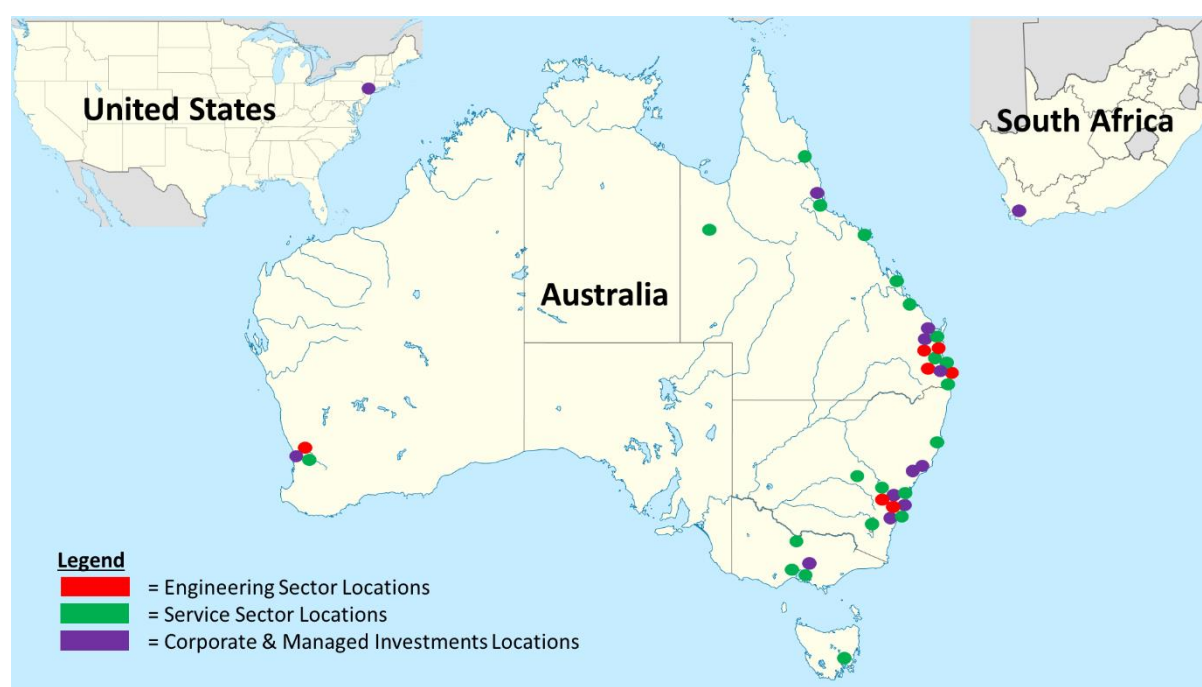 United States
South Africa
Australia
Legend
= Engineering Sector Locations
= Service Sector Locations
= Corporate & Managed Investments Locations